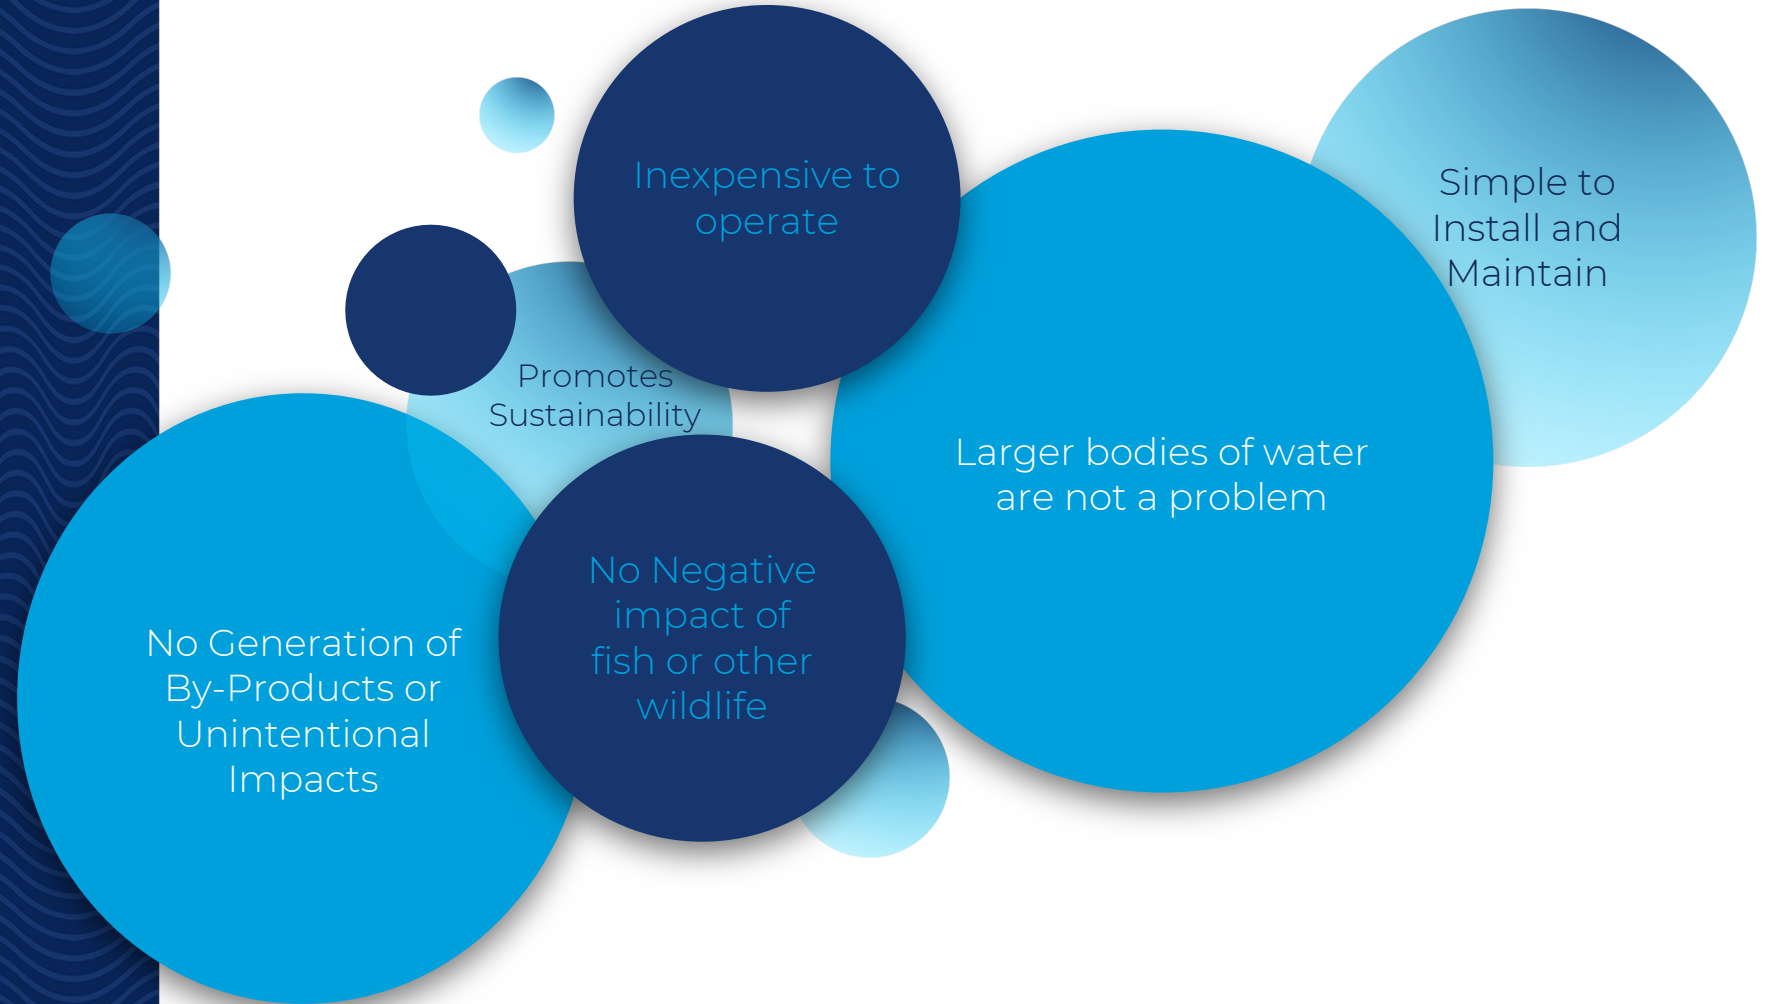 Inexpensive to
operate
Simple to
Install and
Maintain
Promotes
Sustainability
Larger bodies of water
are not a problem
No Negative
impact of
fish or other
wildlife
No Generation of
By-Products or
Unintentional
Impacts